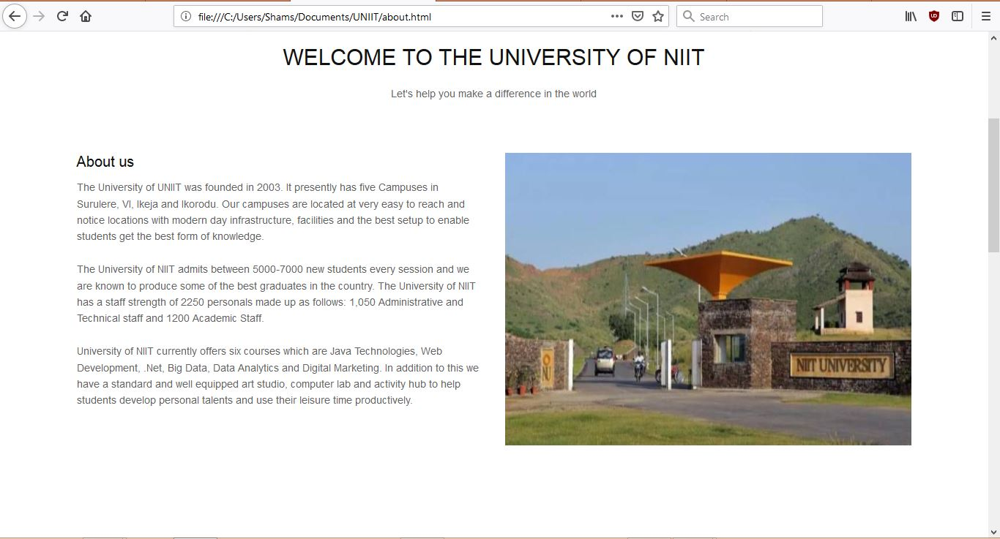 file:///C:/Users/Shams/Documents/UNIIT/about.html
Search
WELCOME TO THE UNIVERSITY OF NIIT
Let's help you make a difference in the world
About us
The University of UNIIT was founded in 2003. It presently has five Campuses in
Surulere, VI, Ikeja and Ikorodu. Our campuses are located at very easy to reach and
notice locations with modern day infrastructure, facilities and the best setup to enable
students get the best form of knowledge.
The University of NIIT admits between 5000-7000 new students every session and we
are known to produce some of the best graduates in the country. The University of NIIT
has a staff strength of 2250 personals made up as follows: 1,050 Administrative and
Technical staff and 1200 Academic Staff.
University of NIIT currently offers six courses which are Java Technologies, Web
Development, .Net, Big Data, Data Analytics and Digital Marketing. In addition to this we
have a standard and well equipped art studio, computer lab and activity hub to help
students develop personal talents and use their leisure time productively.
NU
NIIT UNIVERSITY